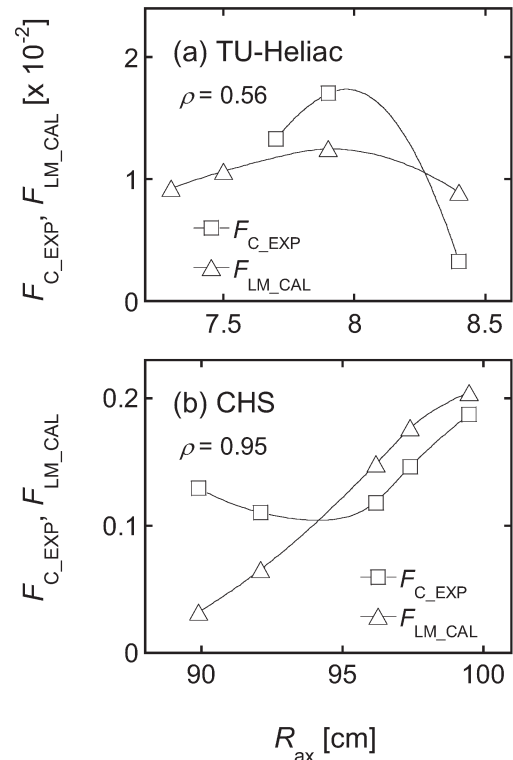 F_C_EXP, F_LM_CAL [x 10^-2]
2
1
0
(a) TU-Heliac
ρ = 0.56
F_C_EXP
F_LM_CAL
7.5 8 8.5
F_C_EXP, F_LM_CAL
0.2
0.1
0
(b) CHS
ρ = 0.95
F_C_EXP
F_LM_CAL
90 95 100
R_ax [cm]